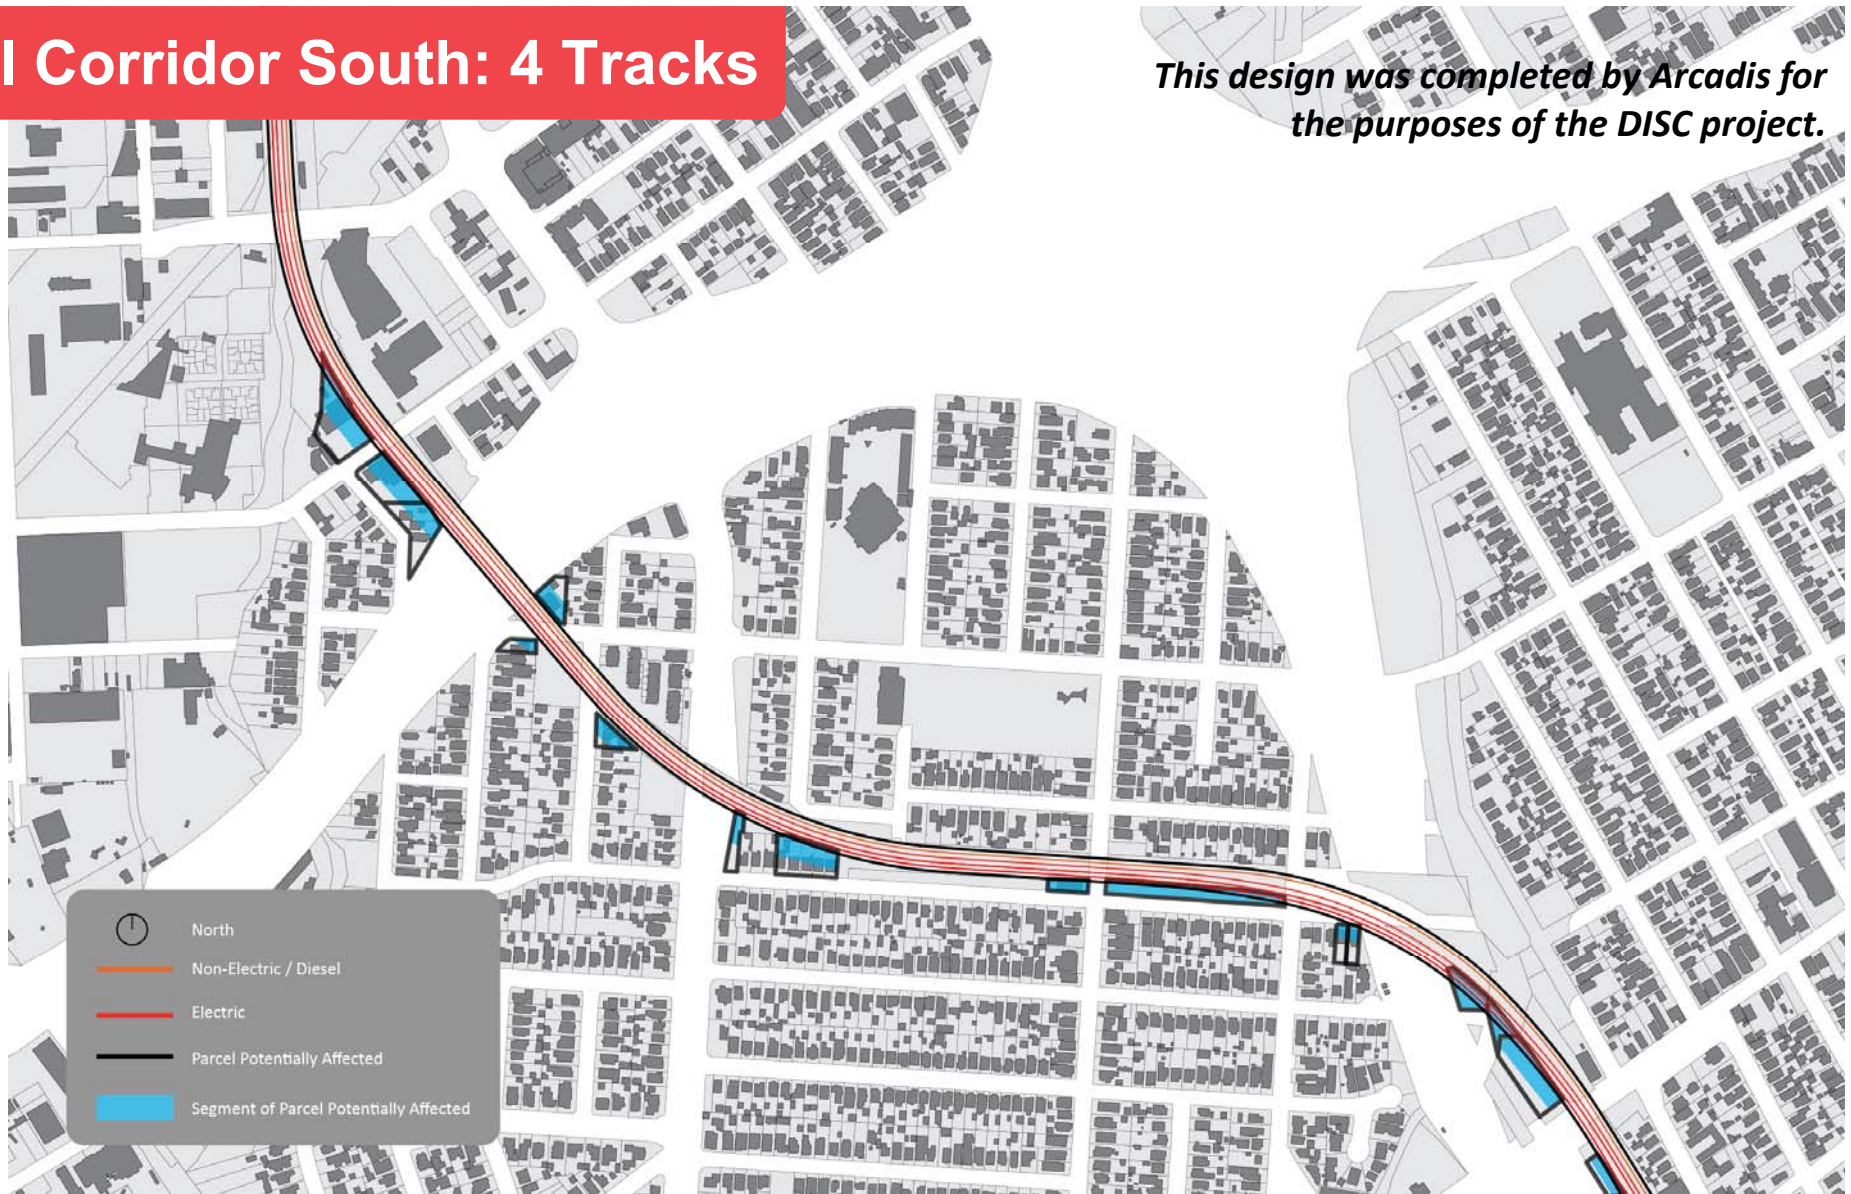 l Corridor South: 4 Tracks
This design was completed by Arcadis for
the purposes of the DISC project.
North
Non-Electric / Diesel
Electric
Parcel Potentially Affected
Segment of Parcel Potentially Affected